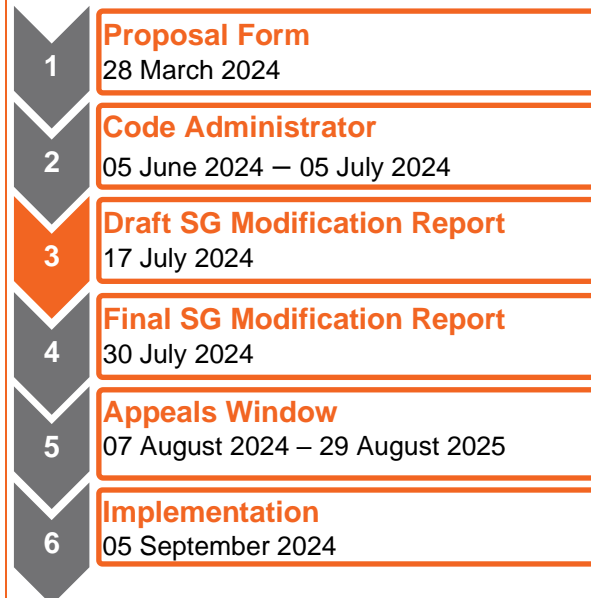 1
Proposal Form
28 March 2024
2
Code Administrator
05 June 2024 – 05 July 2024
3
Draft SG Modification Report
17 July 2024
4
Final SG Modification Report
30 July 2024
5
Appeals Window
07 August 2024 – 29 August 2025
6
Implementation
05 September 2024